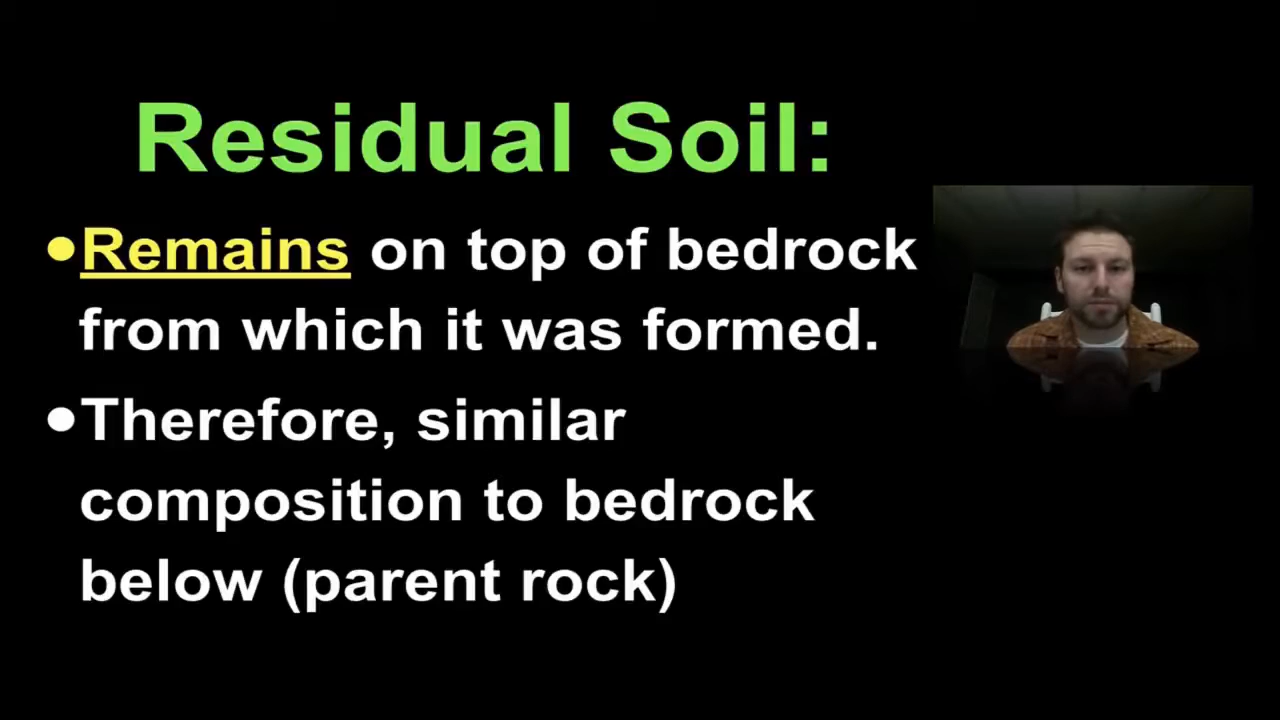 Residual Soil:
•Remains on top of bedrock
from which it was formed.
•Therefore, similar
composition to bedrock
below (parent rock)